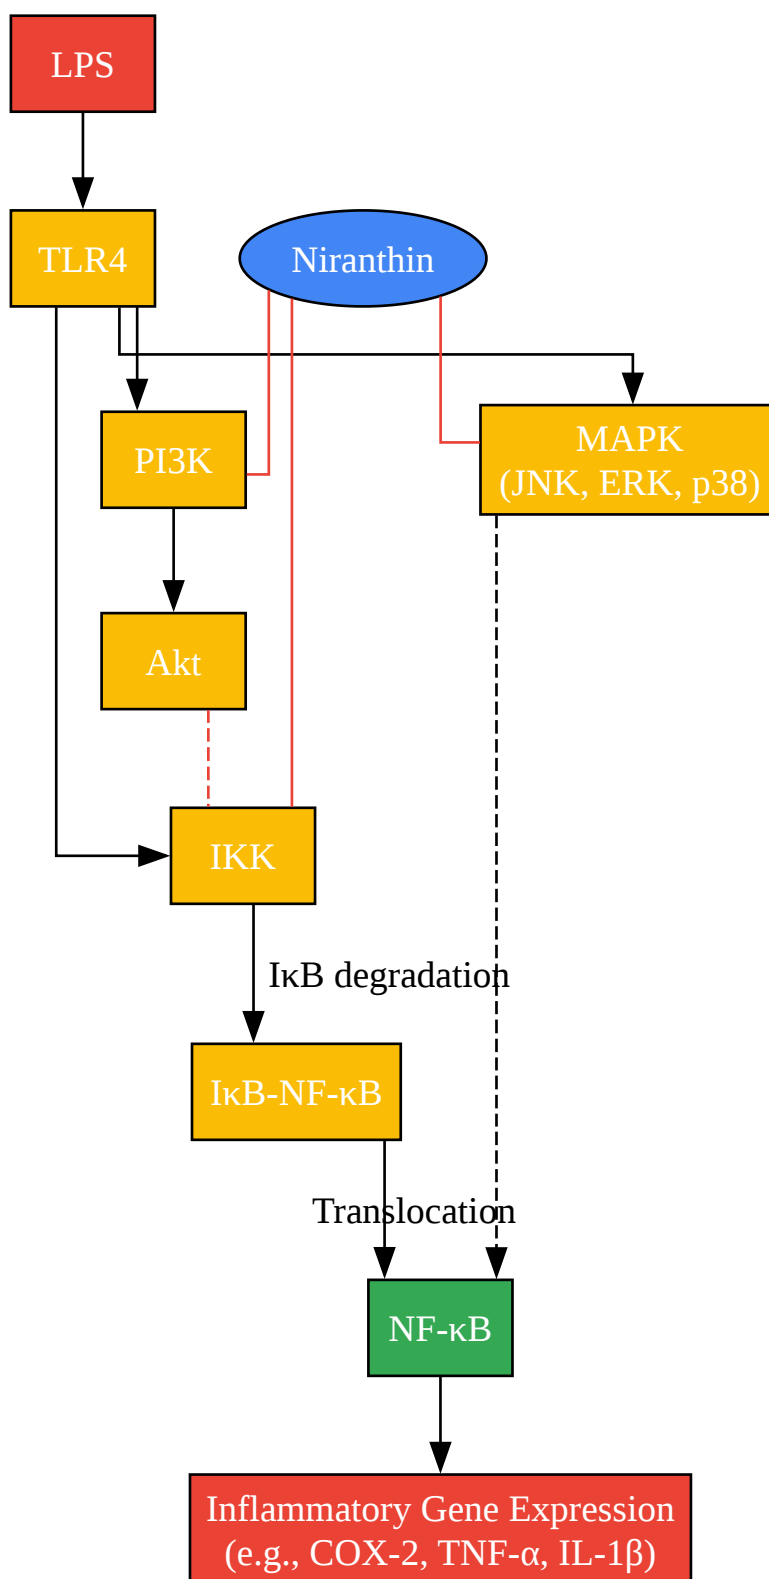 LPS
TLR4
Niranthin
PI3K
MAPK
(JNK, ERK, p38)
Akt
IKK
IκB degradation
IκB-NF-κB
Translocation
NF-κB
Inflammatory Gene Expression
(e.g., COX-2, TNF-α, IL-1β)